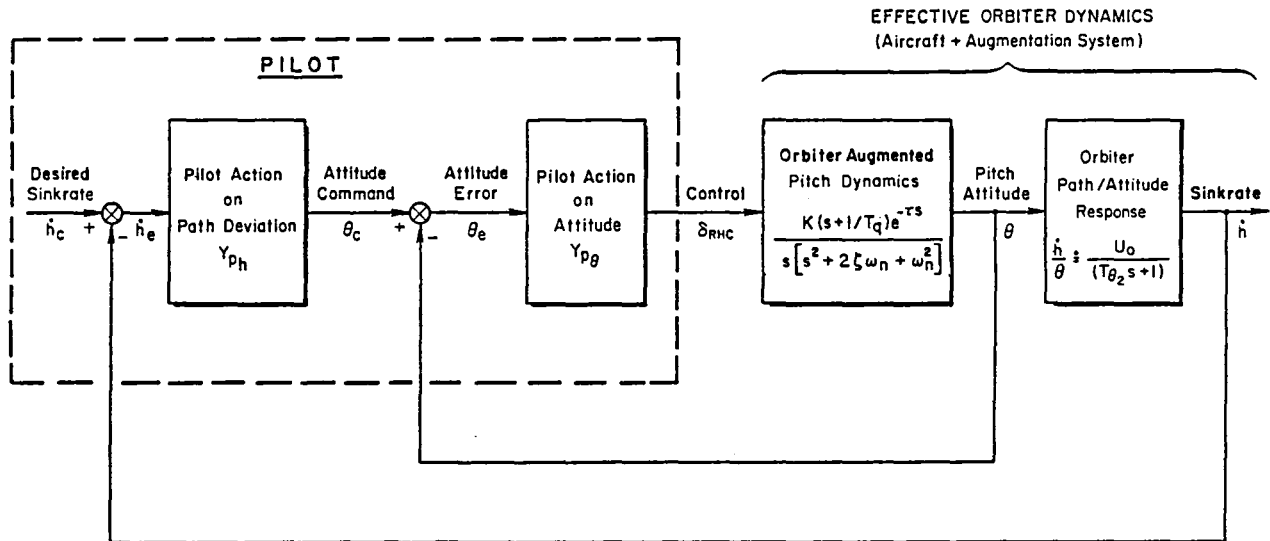 EFFECTIVE ORBITER DYNAMICS
(Aircraft + Augmentation System)
PILOT
Desired
Sinkrate
ḣc
+
-
ḣe
Pilot Action
on
Path Deviation
Yph
Attitude
Command
θc
+
-
Attitude
Error
θe
Pilot Action
on
Attitude
Ypθ
Control
δRHC
Orbiter Augmented
Pitch Dynamics
K(s+1/Tq)e^-τs
s[s²+2ζωn+ωn²]
Pitch
Attitude
θ
Orbiter
Path/Attitude
Response
ḣ/θ ≐ U₀/(Tθ₂s+1)
Sinkrate
ḣ